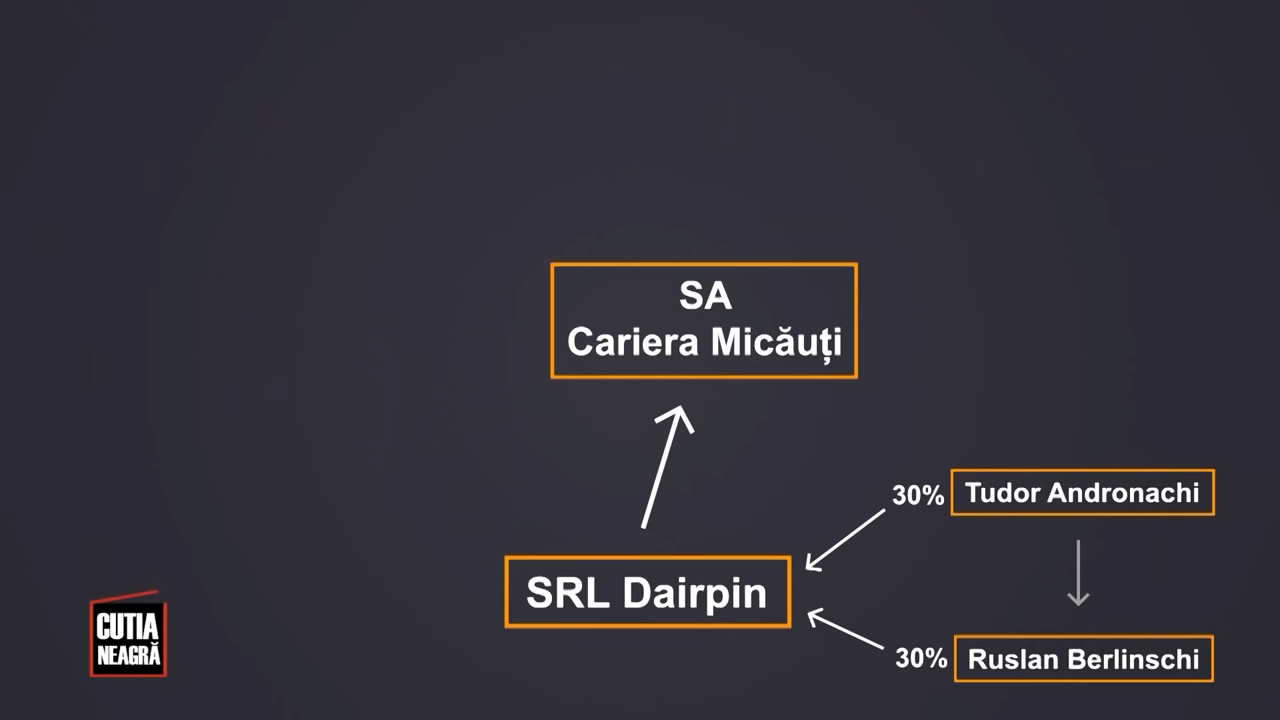 SA
Cariera Micăuți
30%
Tudor Andronachi
SRL Dairpin
30%
Ruslan Berlinschi
CUTIA
NEAGRĂ